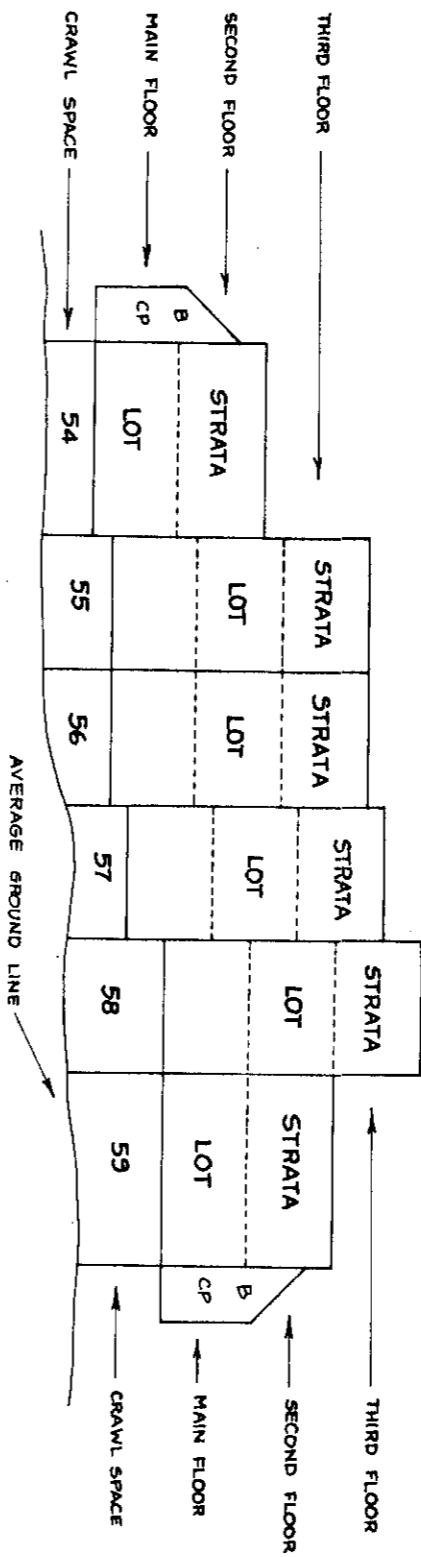 THIRD FLOOR
SECOND FLOOR
MAIN FLOOR
CRAWL SPACE
B
CP
STRATA
LOT
54
STRATA
LOT
55
STRATA
LOT
56
STRATA
LOT
57
STRATA
LOT
58
STRATA
LOT
59
B
CP
THIRD FLOOR
SECOND FLOOR
MAIN FLOOR
CRAWL SPACE
AVERAGE GROUND LINE